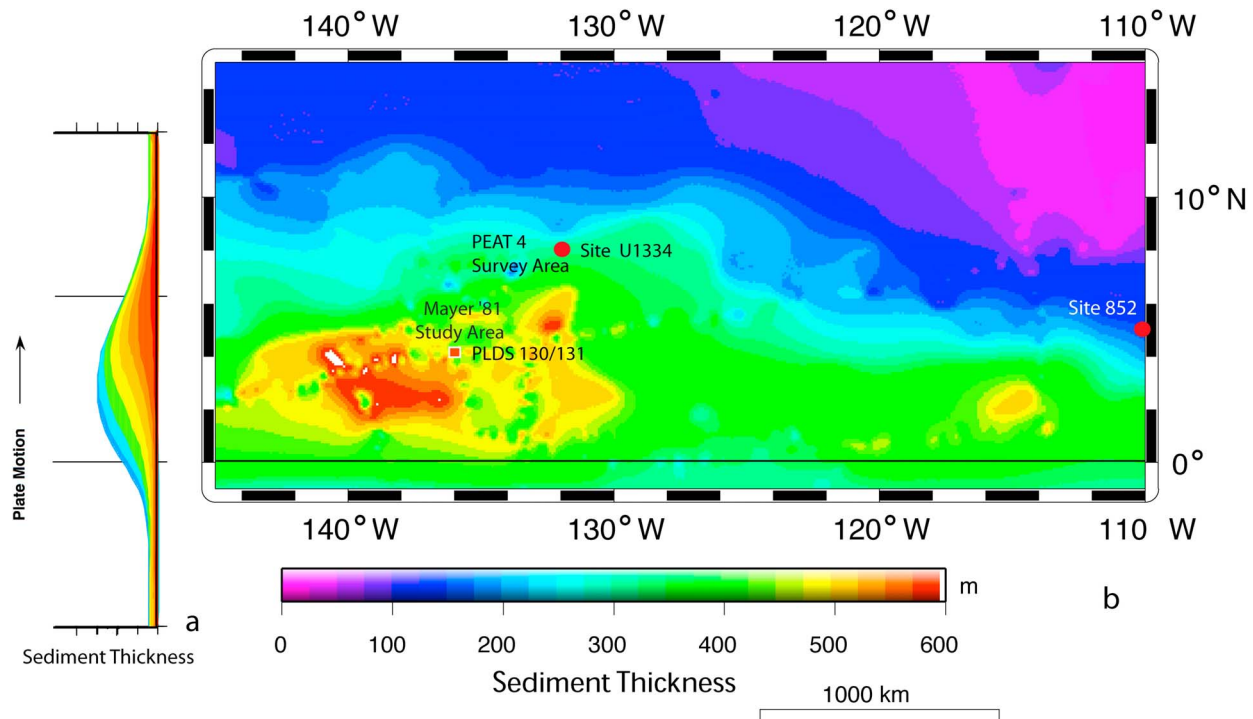 140°W 130°W 120°W 110°W
10°N
PEAT 4
Survey Area
Site U1334
Site 852
Mayer '81
Study Area
PLDS 130/131
Plate Motion
0°
140°W 130°W 120°W 110° W
a
Sediment Thickness
m
b
0 100 200 300 400 500 600
Sediment Thickness
1000 km